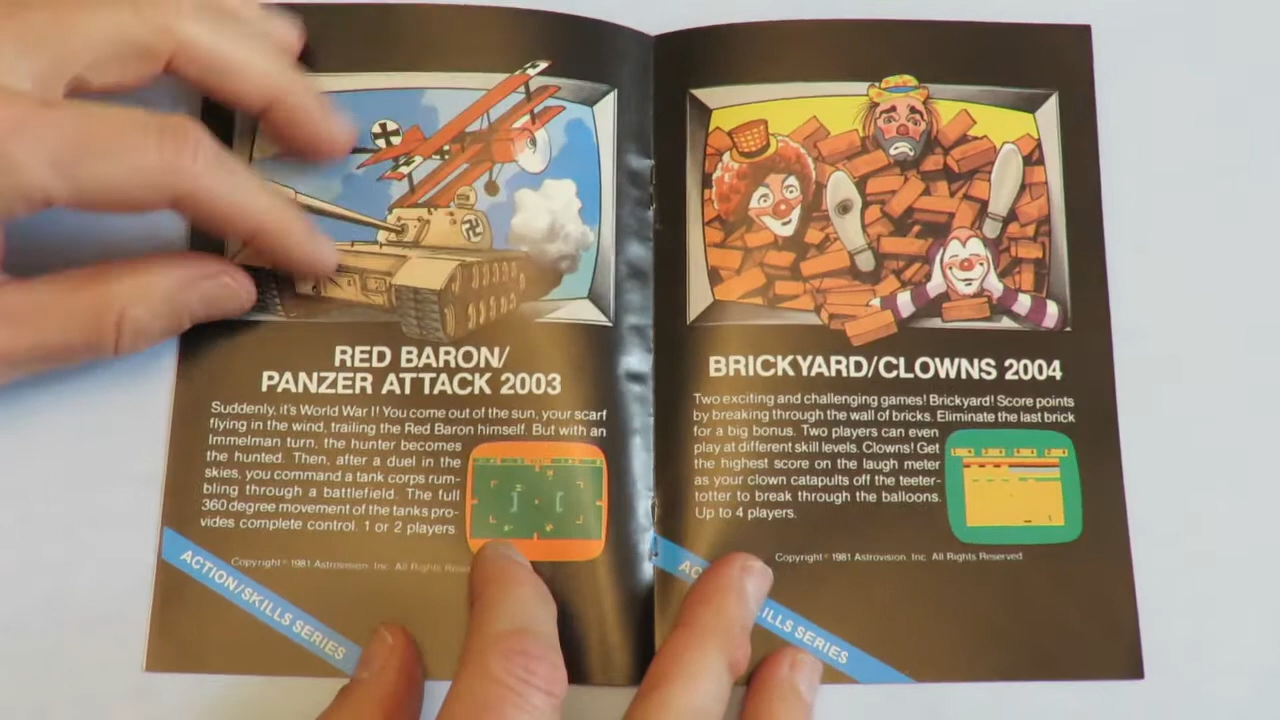 RED BARON/
PANZER ATTACK 2003
Suddenly, it's World War I! You come out of the sun, your scarf
flying in the wind, trailing the Red Baron himself. But with an
Immelman turn, the hunter becomes
the hunted. Then, after a duel in the
skies, you command a tank corps rum-
bling through a battlefield. The full
360 degree movement of the tanks pro-
vides complete control. 1 or 2 players.
Copyright © 1981 Astrovision, Inc. All Rights
ACTION/SKILLS SERIES
BRICKYARD/CLOWNS 2004
Two exciting and challenging games! Brickyard! Score points
by breaking through the wall of bricks. Eliminate the last brick
for a big bonus. Two players can even
play at different skill levels. Clowns! Get
the highest score on the laugh meter
as your clown catapults off the teeter-
totter to break through the balloons.
Up to 4 players.
Copyright © 1981 Astrovision, Inc. All Rights Reserved
AC ILLS SERIES